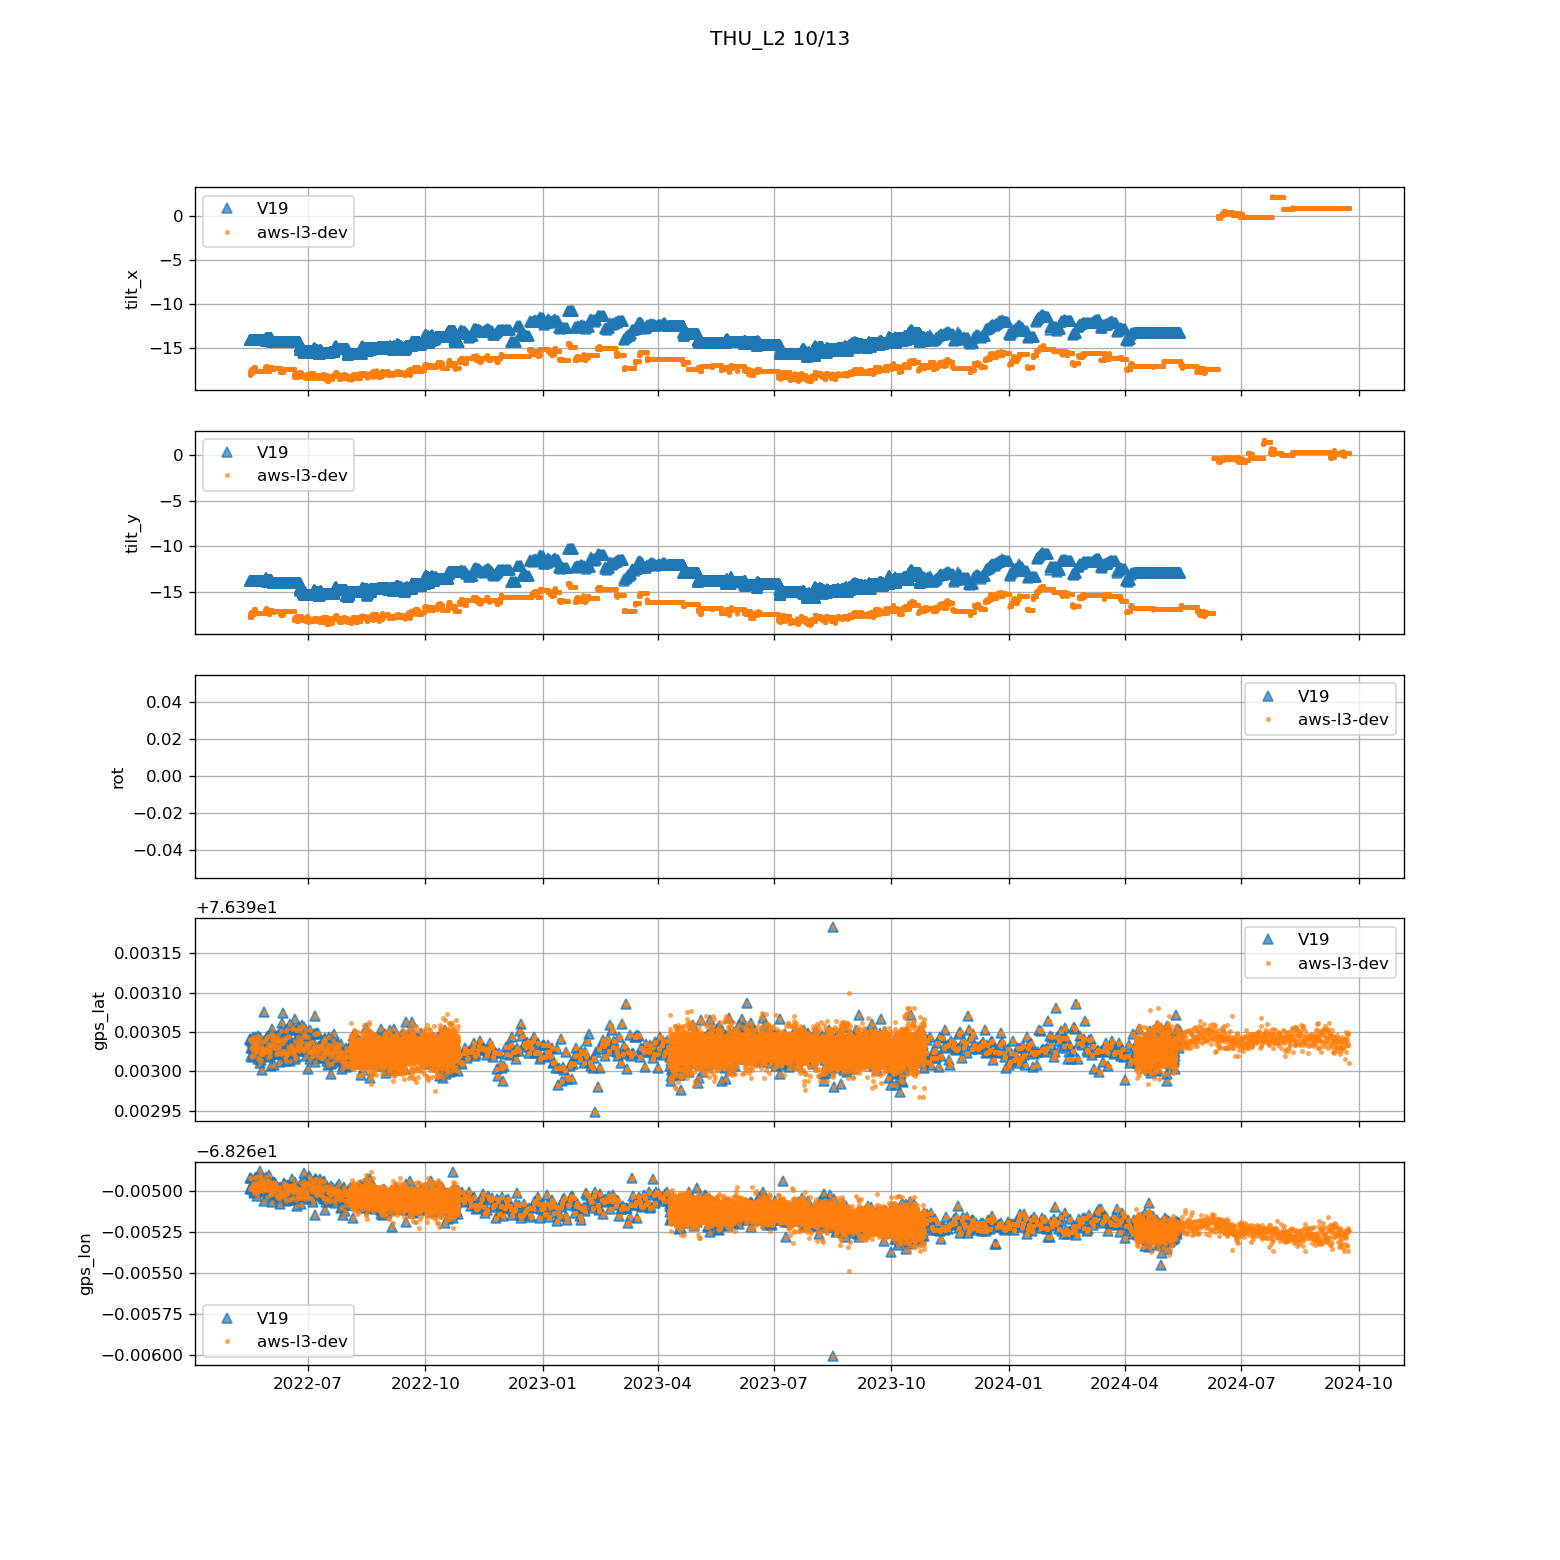 THU_L2 10/13
V19
aws-l3-dev
0
−5
−10
−15
tilt_x
V19
aws-l3-dev
0
−5
−10
−15
tilt_y
V19
aws-l3-dev
0.04
0.02
0.00
−0.02
−0.04
rot
+7.639e1
V19
aws-l3-dev
0.00315
0.00310
0.00305
0.00300
0.00295
gps_lat
−6.826e1
−0.00500
−0.00525
−0.00550
−0.00575
−0.00600
gps_lon
V19
aws-l3-dev
2022-07 2022-10 2023-01 2023-04 2023-07 2023-10 2024-01 2024-04 2024-07 2024-10